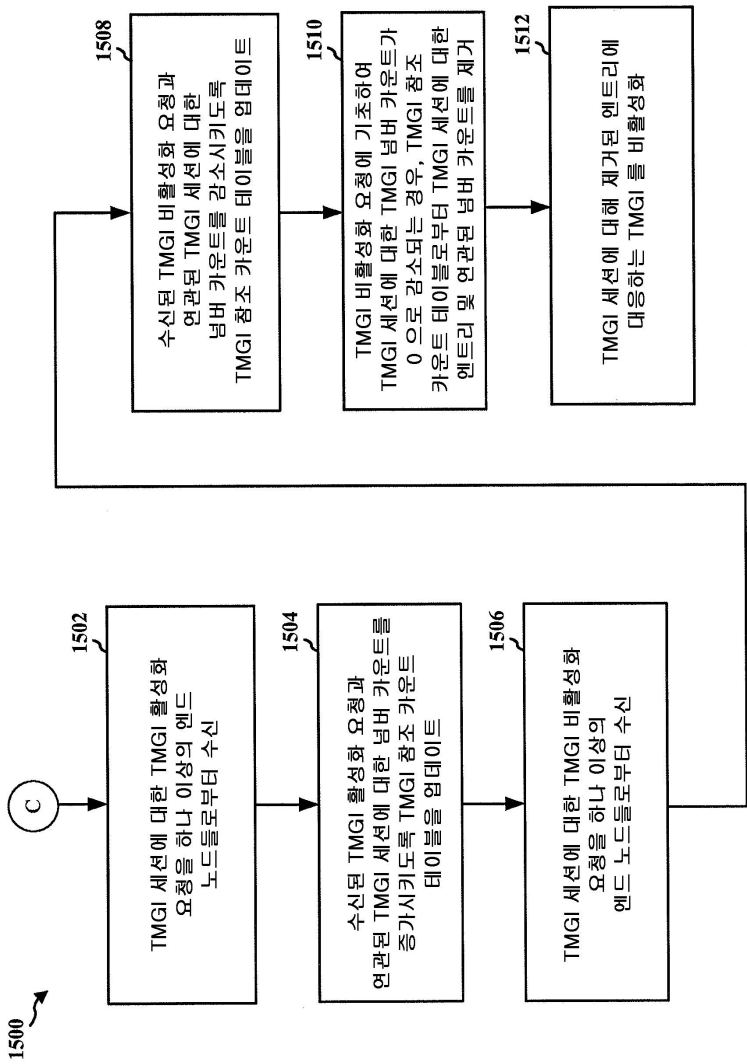 1500
C
1502
TMGI 세션에 대한 TMGI 활성화
요청을 하나 이상의 엔드
노드들로부터 수신
1504
수신된 TMGI 활성화 요청과
연관된 TMGI 세션에 대한 넘버 카운트를
증가시키도록 TMGI 참조 카운트
테이블을 업데이트
1506
TMGI 세션에 대한 TMGI 비활성화
요청을 하나 이상의
엔드 노드들로부터 수신
1508
수신된 TMGI 비활성화 요청과
연관된 TMGI 세션에 대한
넘버 카운트를 감소시키도록
TMGI 참조 카운트 테이블을 업데이트
1510
TMGI 비활성화 요청에 기초하여
TMGI 세션에 대한 TMGI 넘버 카운트가
0 으로 감소되는 경우, TMGI 참조
카운트 테이블로부터 TMGI 세션에 대한
엔트리 및 연관된 넘버 카운트를 제거
1512
TMGI 세션에 대해 제거된 엔트리에
대응하는 TMGI 를 비활성화